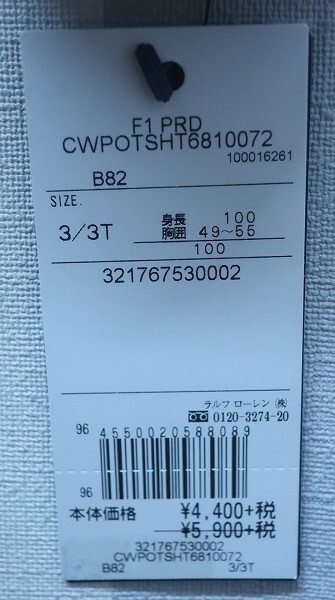 F1 PRD
CWPOTSHT6810072
100016261
B82
SIZE.
3/3T 身長 100
胸囲 49~55
100
321767530002
ラルフ ローレン ㈱
0120-3274-20
96 4550020588089
96
本体価格 ¥4,400+税
¥5,900+税
321767530002
CWPOTSHT6810072
B82 3/3T